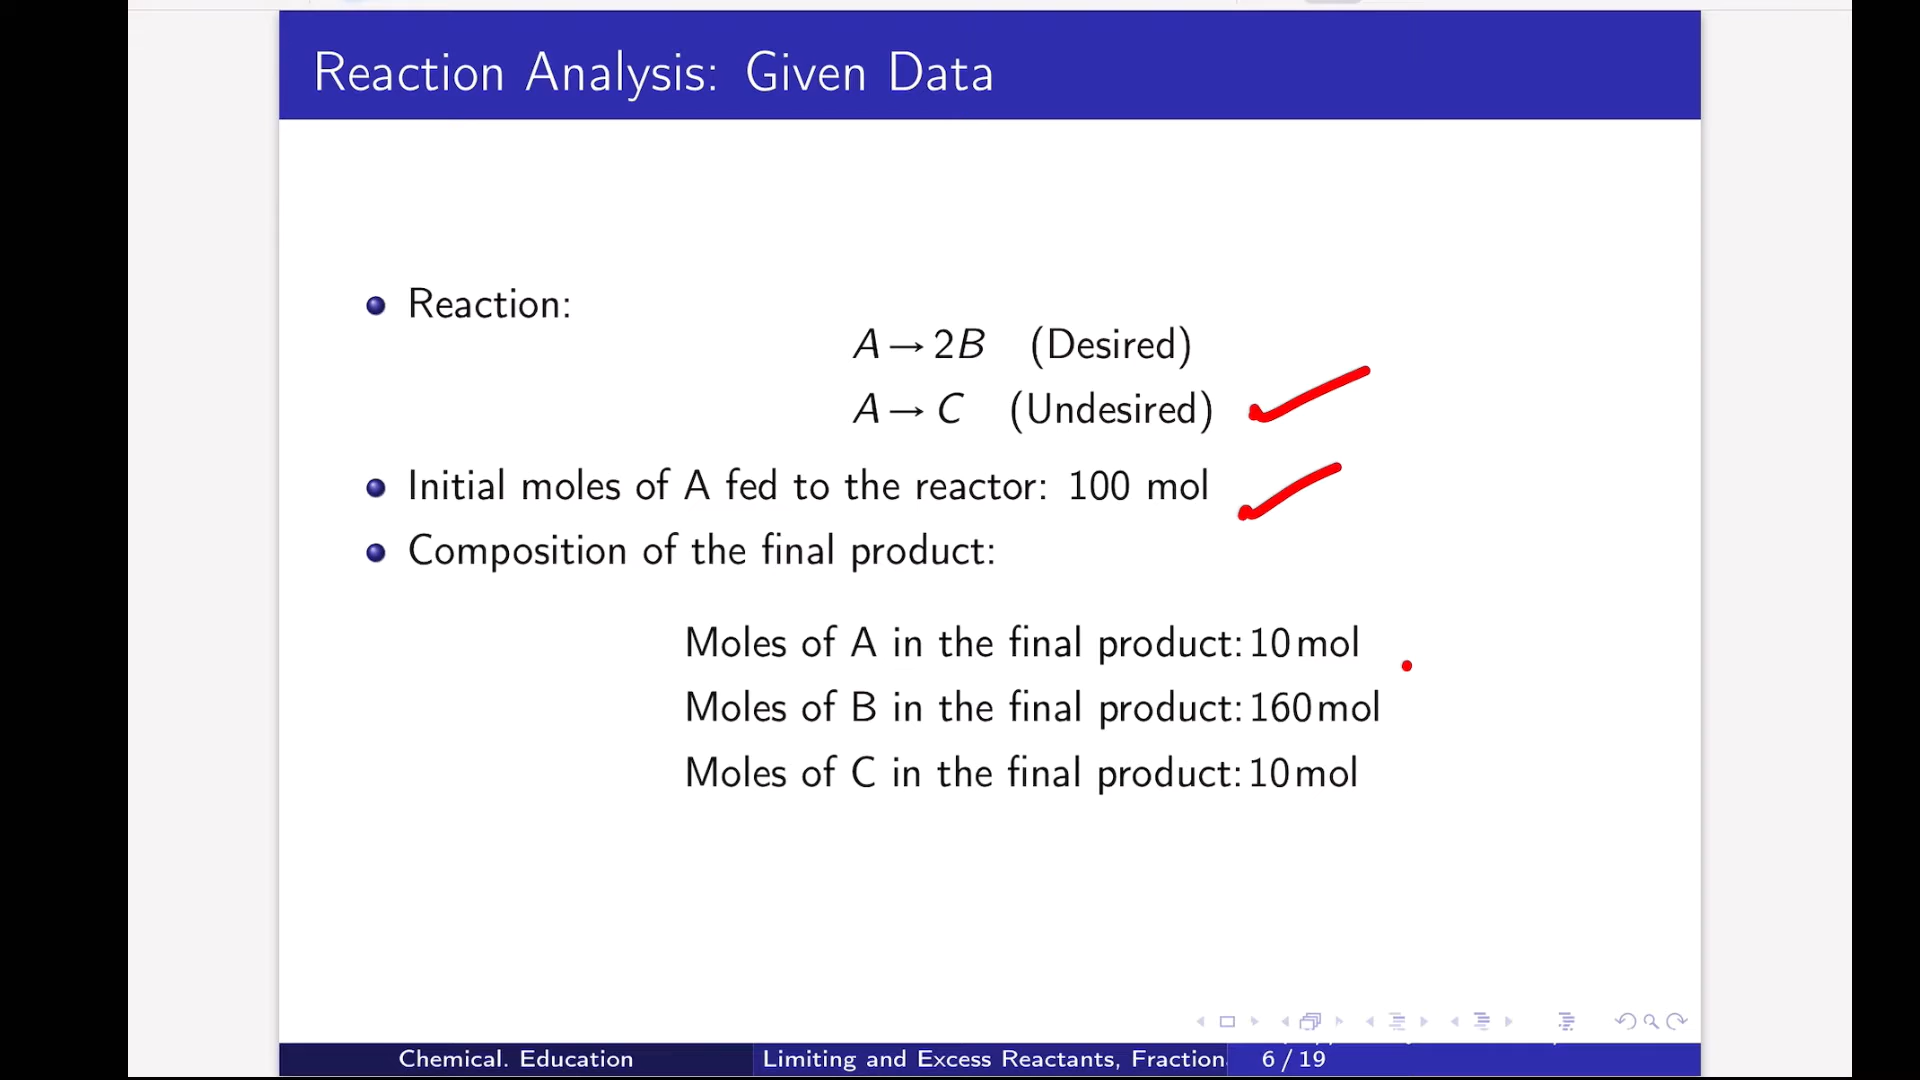 Reaction Analysis: Given Data
Reaction:
A → 2B (Desired)
A → C (Undesired)
Initial moles of A fed to the reactor: 100 mol
Composition of the final product:
Moles of A in the final product: 10 mol
Moles of B in the final product: 160 mol
Moles of C in the final product: 10 mol
Chemical. Education Limiting and Excess Reactants, Fraction 6 / 19